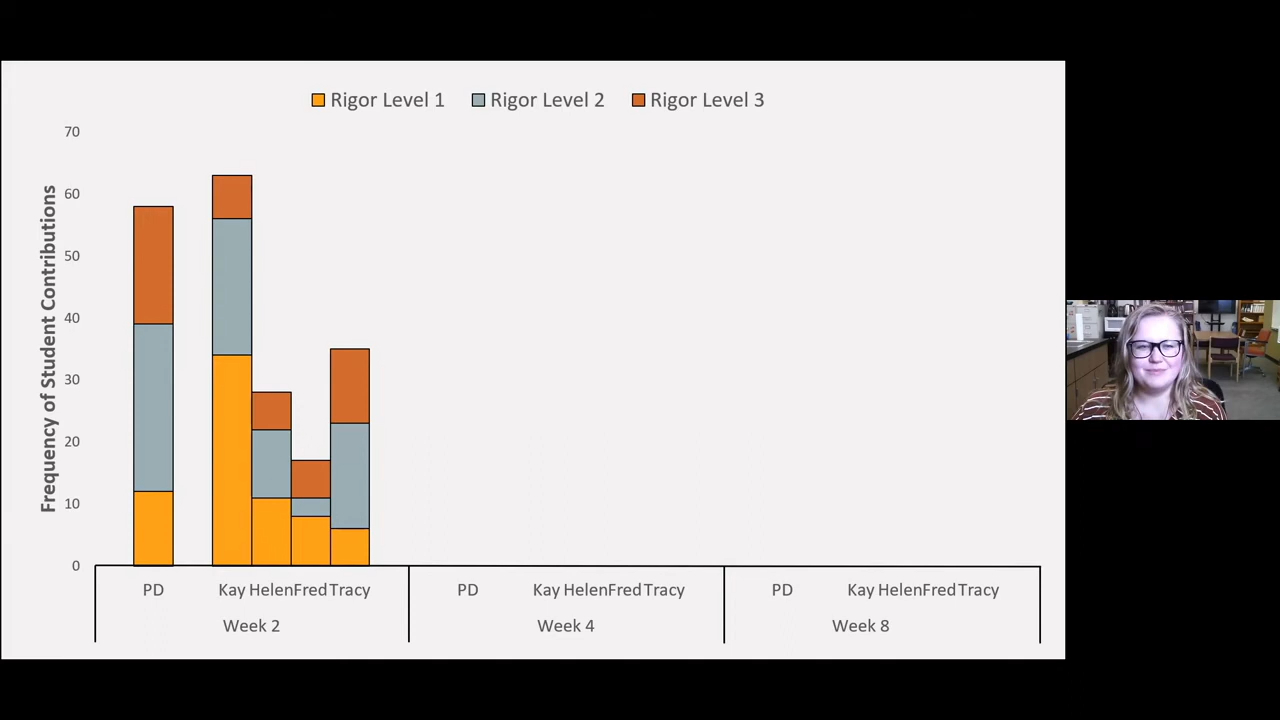 Rigor Level 1 Rigor Level 2 Rigor Level 3
70
60
50
40
30
20
10
0
Frequency of Student Contributions
PD Kay Helen Fred Tracy PD Kay Helen Fred Tracy PD Kay Helen Fred Tracy
Week 2 Week 4 Week 8